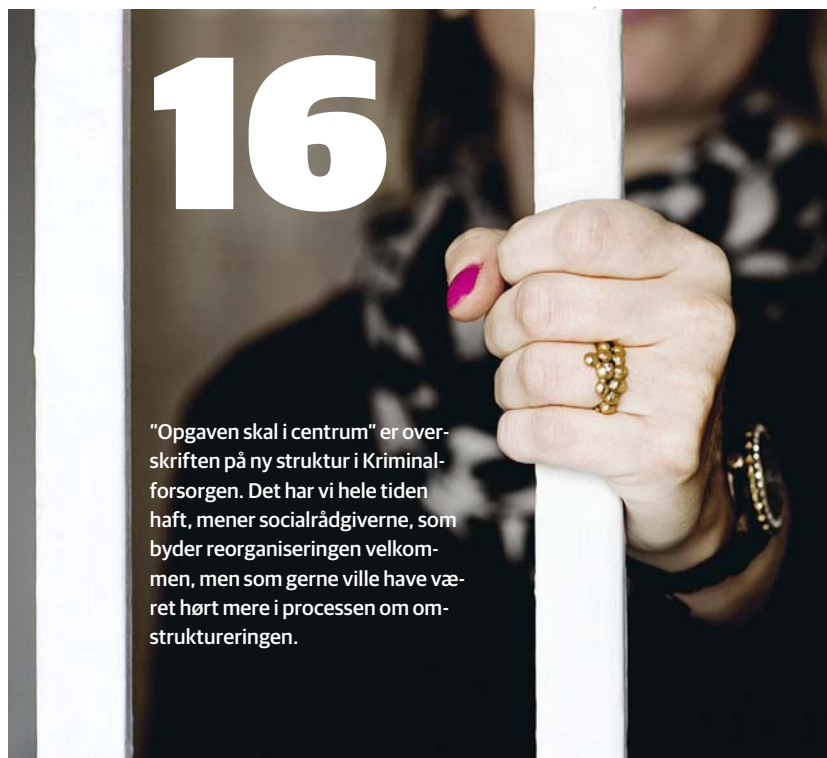 16
"Opgaven skal i centrum" er over-
skriften på ny struktur i Kriminal-
forsorgen. Det har vi hele tiden
haft, mener socialrådgiverne, som
byder reorganiseringen velkom-
men, men som gerne ville have væ-
ret hørt mere i processen om om-
struktureringen.